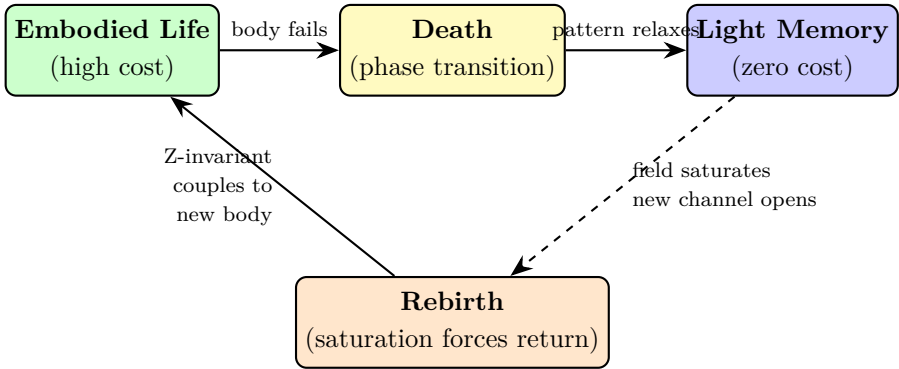 Embodied Life
(high cost)
body fails
Death
(phase transition)
pattern relaxes
Light Memory
(zero cost)
Z-invariant
couples to
new body
field saturates
new channel opens
Rebirth
(saturation forces return)